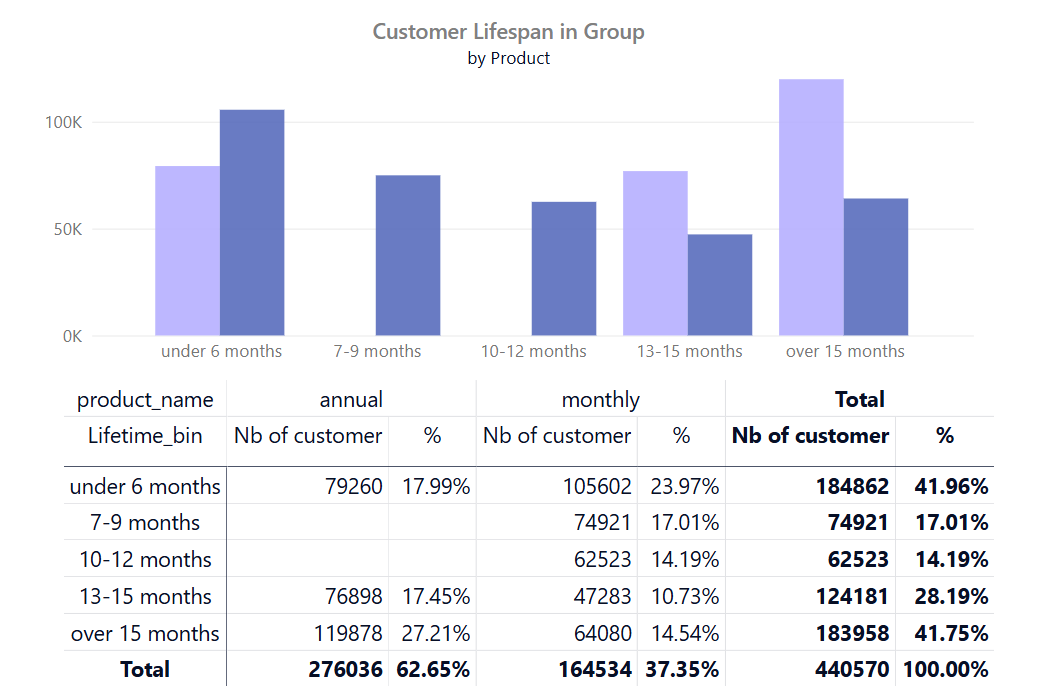 Customer Lifespan in Group
by Product
100K
50K
0K
under 6 months 7-9 months 10-12 months 13-15 months over 15 months
product_name annual monthly Total
Lifetime_bin Nb of customer % Nb of customer % Nb of customer %
under 6 months 79260 17.99% 105602 23.97% 184862 41.96%
7-9 months 74921 17.01% 74921 17.01%
10-12 months 62523 14.19% 62523 14.19%
13-15 months 76898 17.45% 47283 10.73% 124181 28.19%
over 15 months 119878 27.21% 64080 14.54% 183958 41.75%
Total 276036 62.65% 164534 37.35% 440570 100.00%